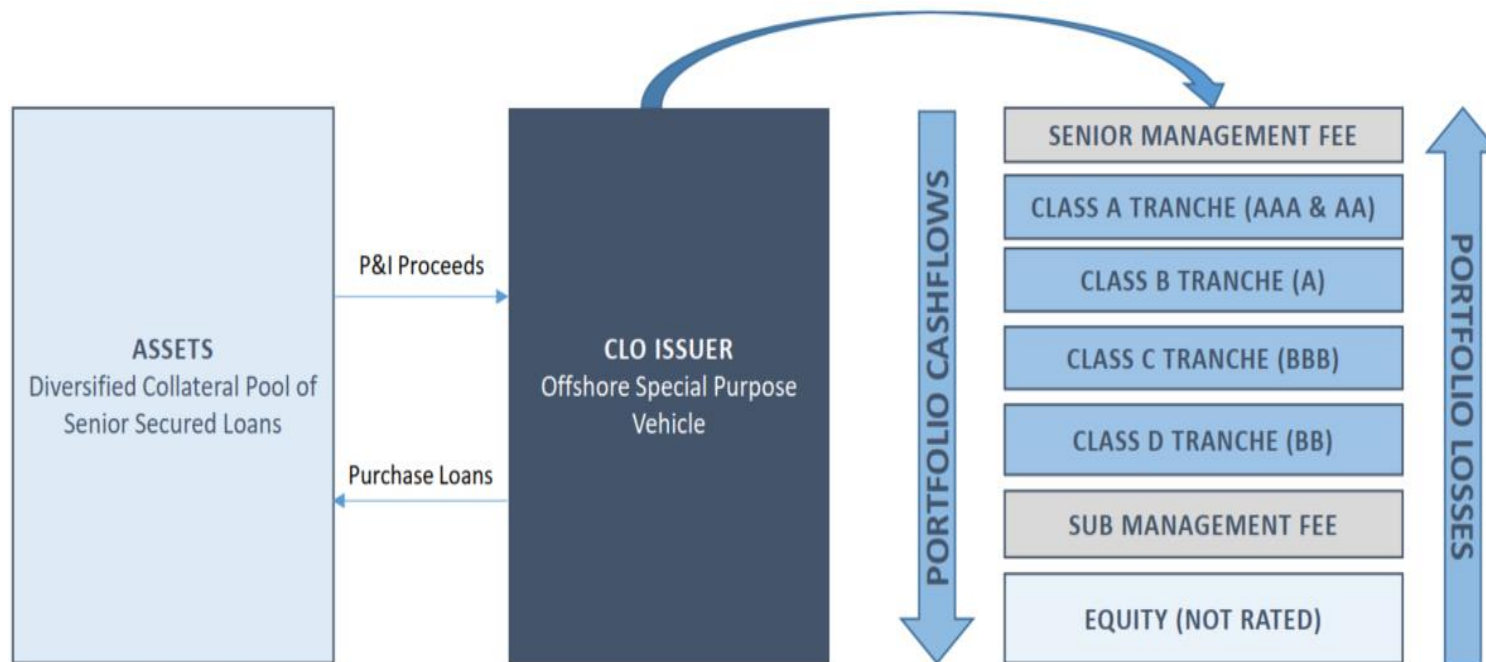 ASSETS
Diversified Collateral Pool of
Senior Secured Loans
P&I Proceeds
Purchase Loans
CLO ISSUER
Offshore Special Purpose
Vehicle
PORTFOLIO CASHFLOWS
SENIOR MANAGEMENT FEE
CLASS A TRANCHE (AAA & AA)
CLASS B TRANCHE (A)
CLASS C TRANCHE (BBB)
CLASS D TRANCHE (BB)
SUB MANAGEMENT FEE
EQUITY (NOT RATED)
PORTFOLIO LOSSES